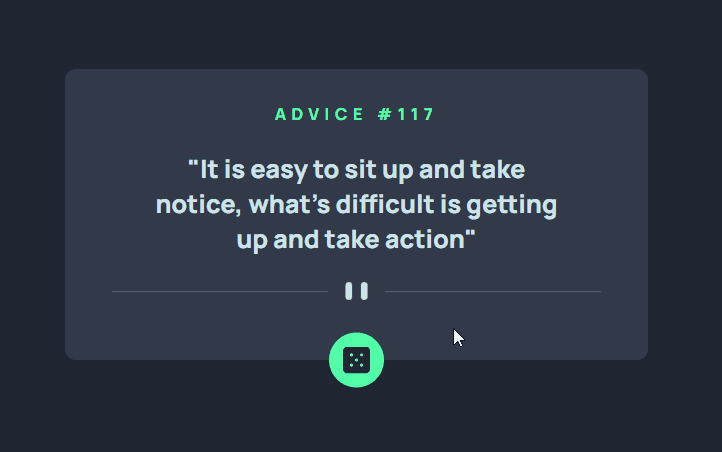 ADVICE #117
"It is easy to sit up and take
notice, what’s difficult is getting
up and take action"